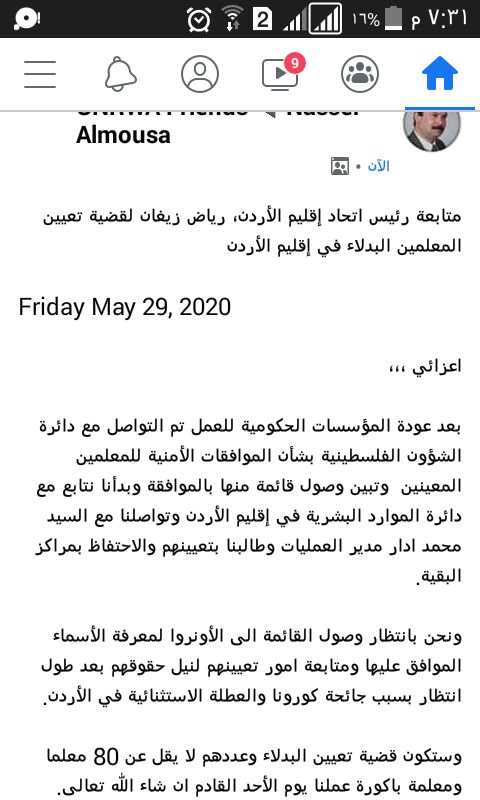 ٧:٣١ م
١٦%
2
9
UNRWA Friends ◀ Nasser
Almousa
الآن •
متابعة رئيس اتحاد إقليم الأردن، رياض زيغان لقضية تعيين
المعلمين البدلاء في إقليم الأردن
Friday May 29, 2020
اعزائي ،،،
بعد عودة المؤسسات الحكومية للعمل تم التواصل مع دائرة
الشؤون الفلسطينية بشأن الموافقات الأمنية للمعلمين
المعينين وتبين وصول قائمة منها بالموافقة وبدأنا نتابع مع
دائرة الموارد البشرية في إقليم الأردن وتواصلنا مع السيد
محمد ادار مدير العمليات وطالبنا بتعيينهم والاحتفاظ بمراكز
البقية.
ونحن بانتظار وصول القائمة الى الأونروا لمعرفة الأسماء
الموافق عليها ومتابعة امور تعيينهم لنيل حقوقهم بعد طول
انتظار بسبب جائحة كورونا والعطلة الاستثنائية في الأردن.
وستكون قضية تعيين البدلاء وعددهم لا يقل عن 80 معلما
ومعلمة باكورة عملنا يوم الأحد القادم ان شاء الله تعالى.